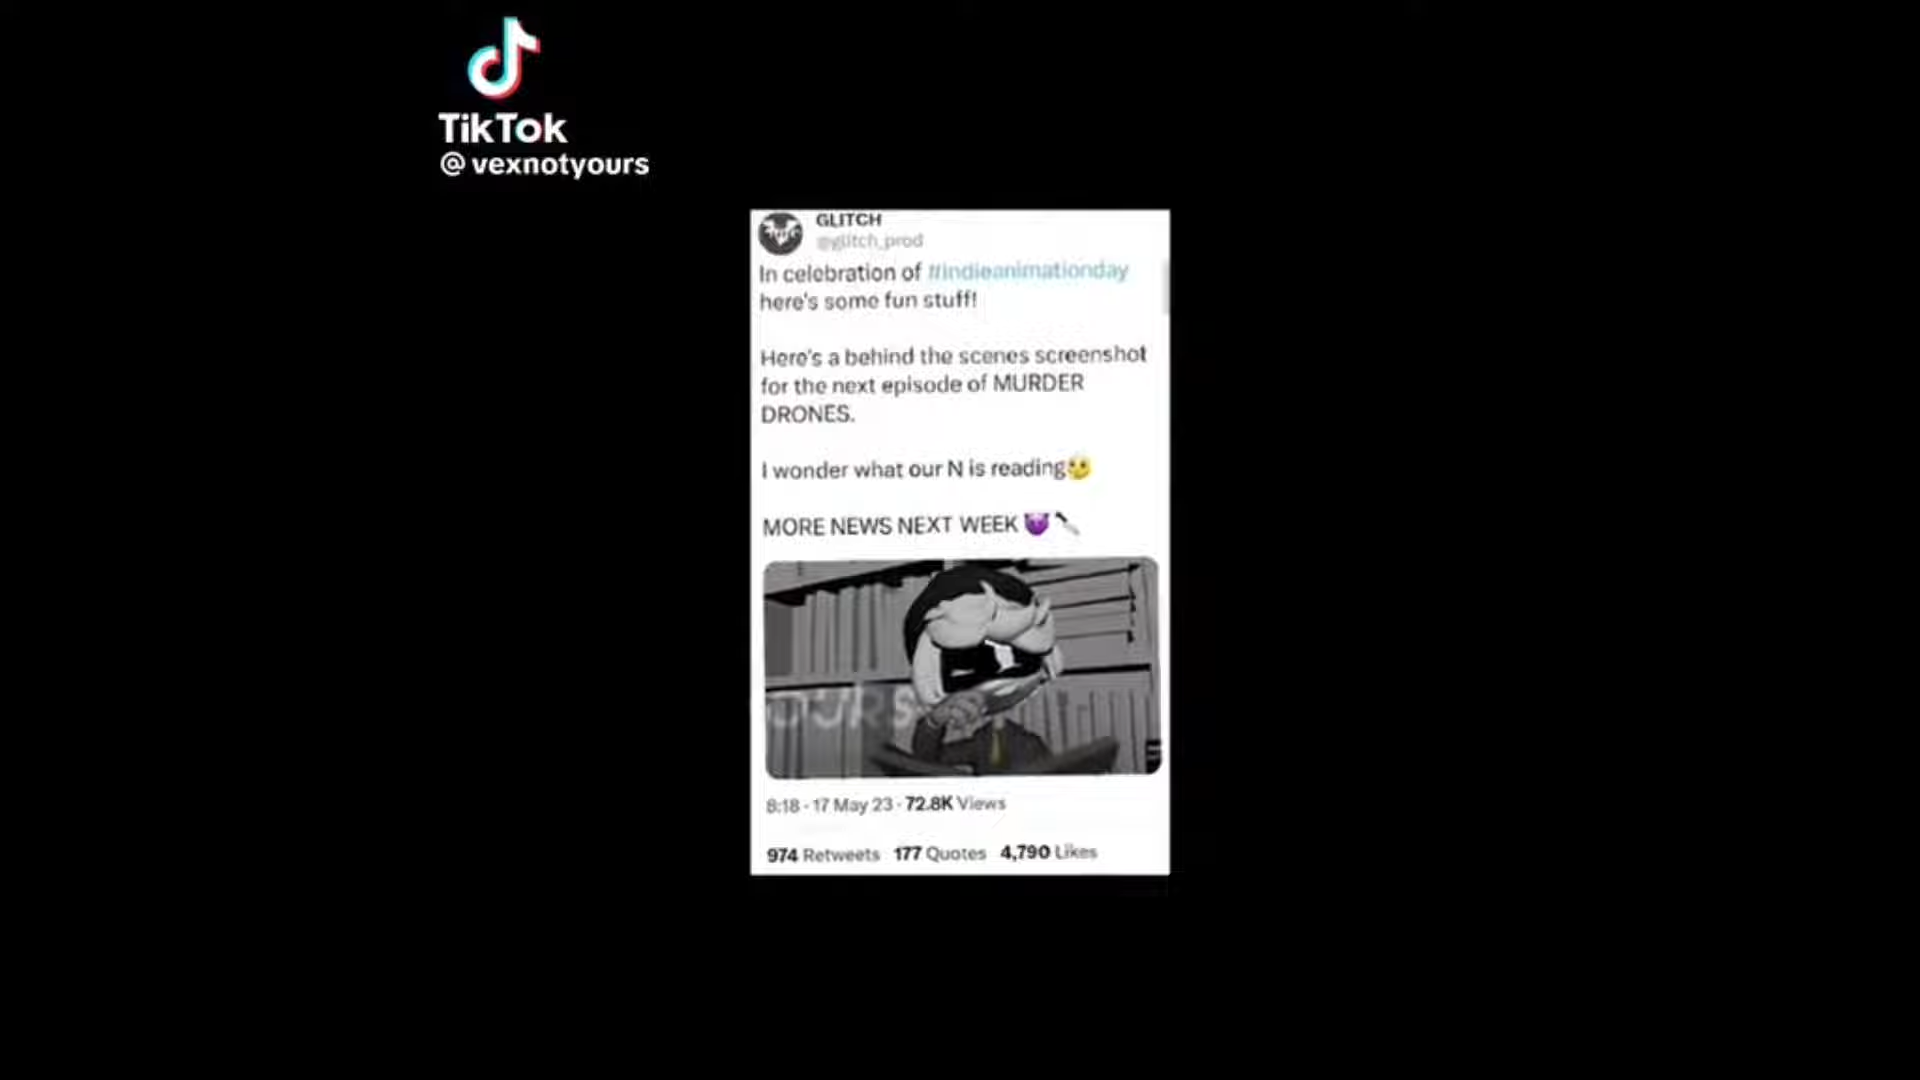 TikTok
@vexnotyours
GLITCH
@glitch_prod
In celebration of #indieanimationday
here's some fun stuff!
Here's a behind the scenes screenshot
for the next episode of MURDER
DRONES.
I wonder what our N is reading🤔
MORE NEWS NEXT WEEK 😈 🔪
OURS
8:18 · 17 May 23 · 72.8K Views
974 Retweets 177 Quotes 4,790 Likes